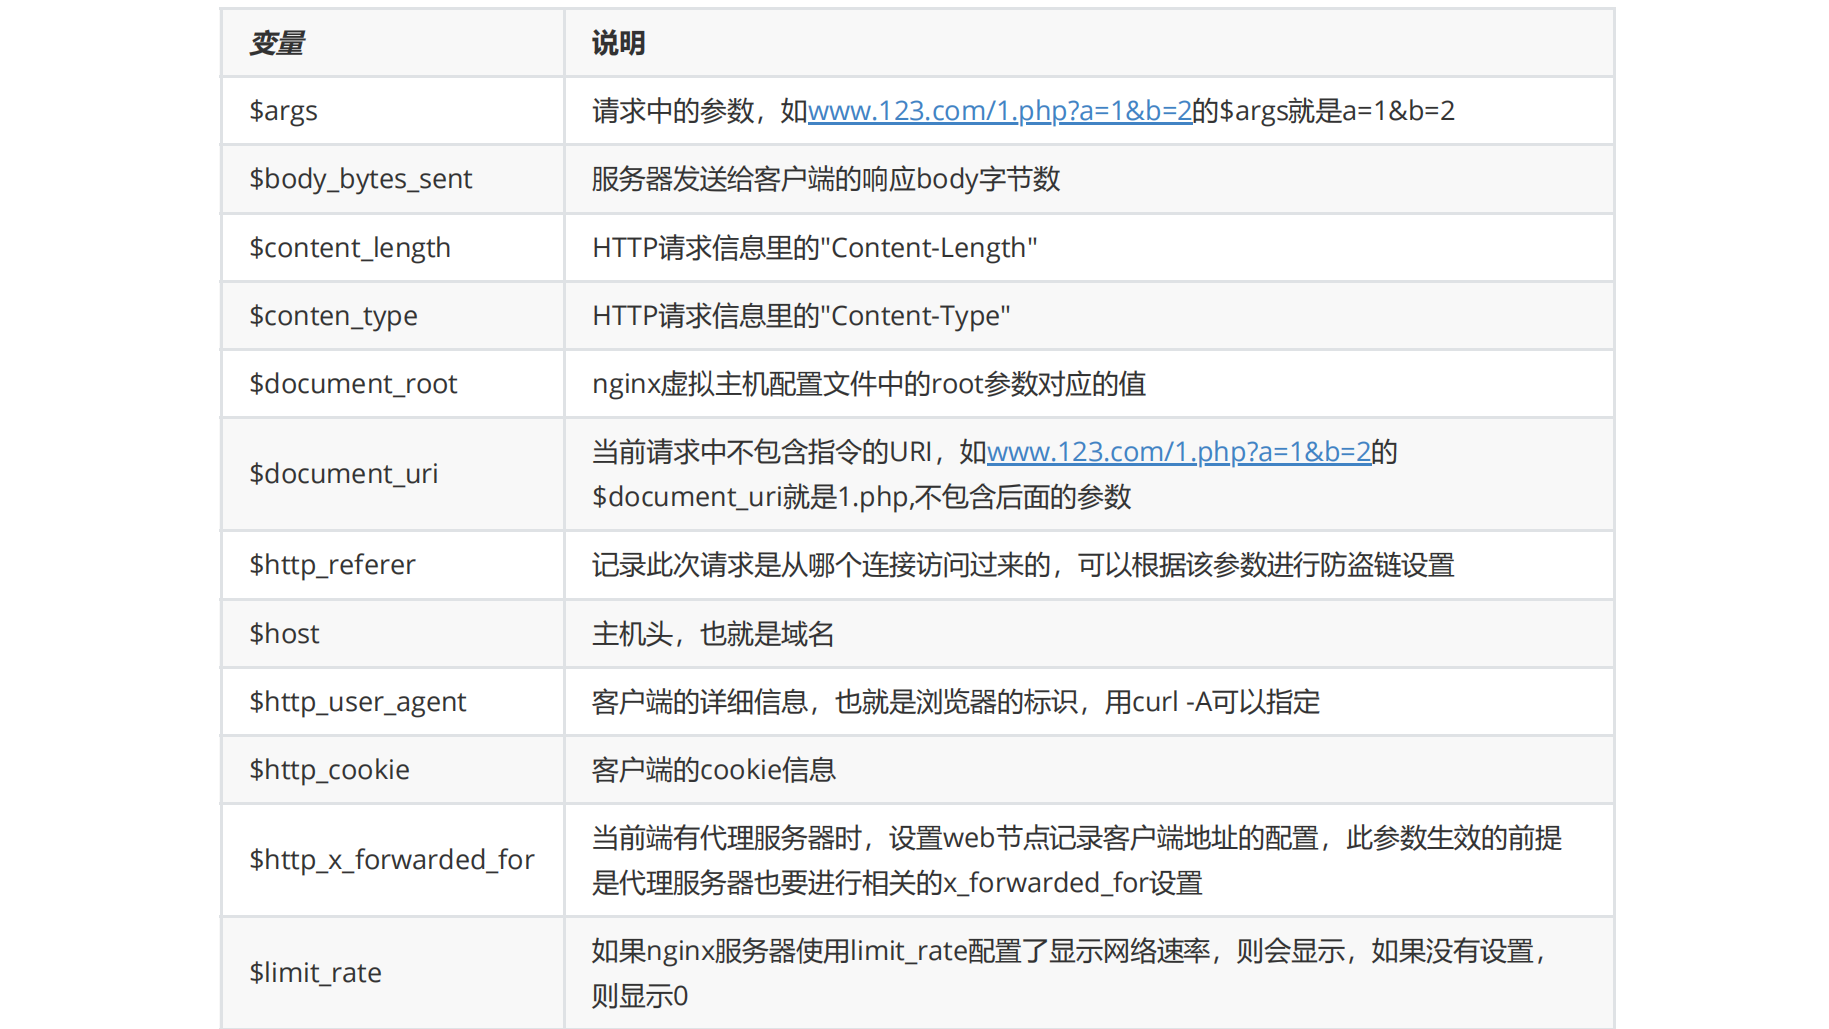 变量 说明
$args 请求中的参数，如www.123.com/1.php?a=1&b=2的$args就是a=1&b=2
$body_bytes_sent 服务器发送给客户端的响应body字节数
$content_length HTTP请求信息里的"Content-Length"
$conten_type HTTP请求信息里的"Content-Type"
$document_root nginx虚拟主机配置文件中的root参数对应的值
$document_uri 当前请求中不包含指令的URI，如www.123.com/1.php?a=1&b=2的
$document_uri就是1.php,不包含后面的参数
$http_referer 记录此次请求是从哪个连接访问过来的，可以根据该参数进行防盗链设置
$host 主机头，也就是域名
$http_user_agent 客户端的详细信息，也就是浏览器的标识，用curl -A可以指定
$http_cookie 客户端的cookie信息
$http_x_forwarded_for 当前端有代理服务器时，设置web节点记录客户端地址的配置，此参数生效的前提
是代理服务器也要进行相关的x_forwarded_for设置
$limit_rate 如果nginx服务器使用limit_rate配置了显示网络速率，则会显示，如果没有设置，
则显示0